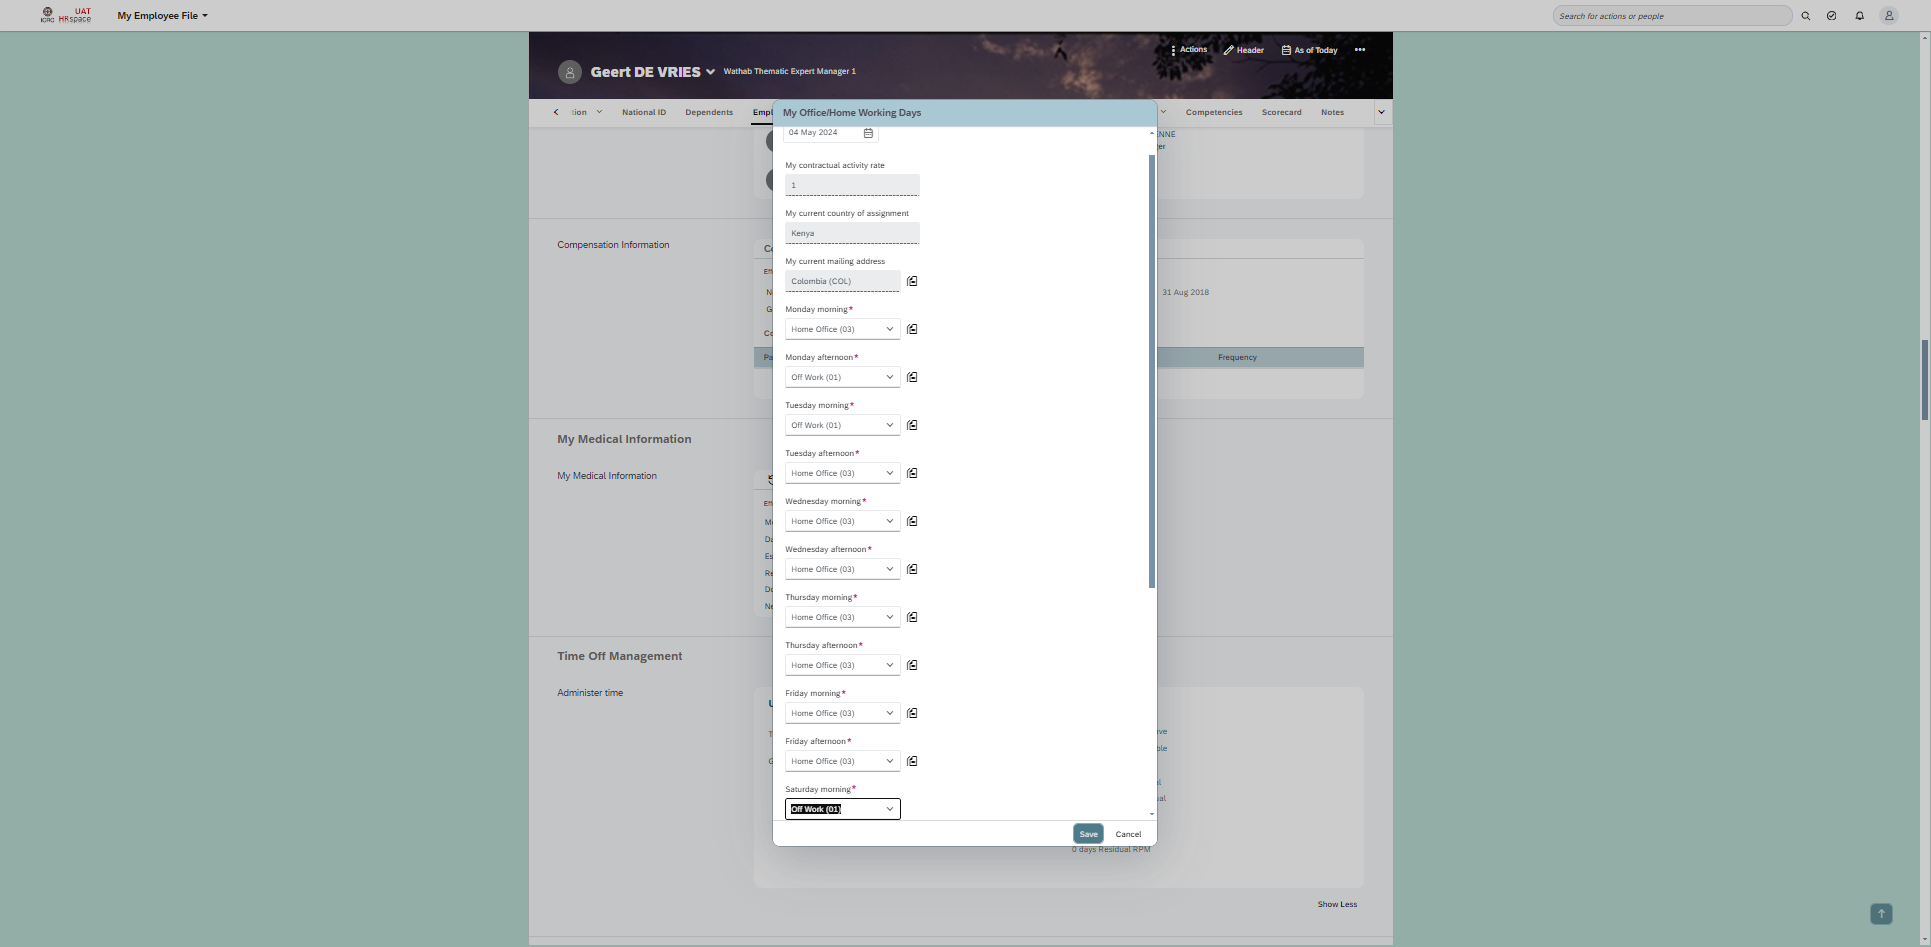 UAT
ICRC HRspace
My Employee File
Search for actions or people
Actions
Header
As of Today
Geert DE VRIES
Wathab Thematic Expert Manager 1
National ID
Dependents
Empl
Competencies
Scorecard
Notes
My Office/Home Working Days
04 May 2024
My contractual activity rate
1
My current country of assignment
Kenya
My current mailing address
Colombia (COL)
Monday morning*
Home Office (03)
Monday afternoon*
Off Work (01)
Tuesday morning*
Off Work (01)
Tuesday afternoon*
Home Office (03)
Wednesday morning*
Home Office (03)
Wednesday afternoon*
Home Office (03)
Thursday morning*
Home Office (03)
Thursday afternoon*
Home Office (03)
Friday morning*
Home Office (03)
Friday afternoon*
Home Office (03)
Saturday morning*
Off Work (01)
Save
Cancel
Compensation Information
31 Aug 2018
Frequency
My Medical Information
My Medical Information
Time Off Management
Administer time
0 days Residual RPM
Show Less